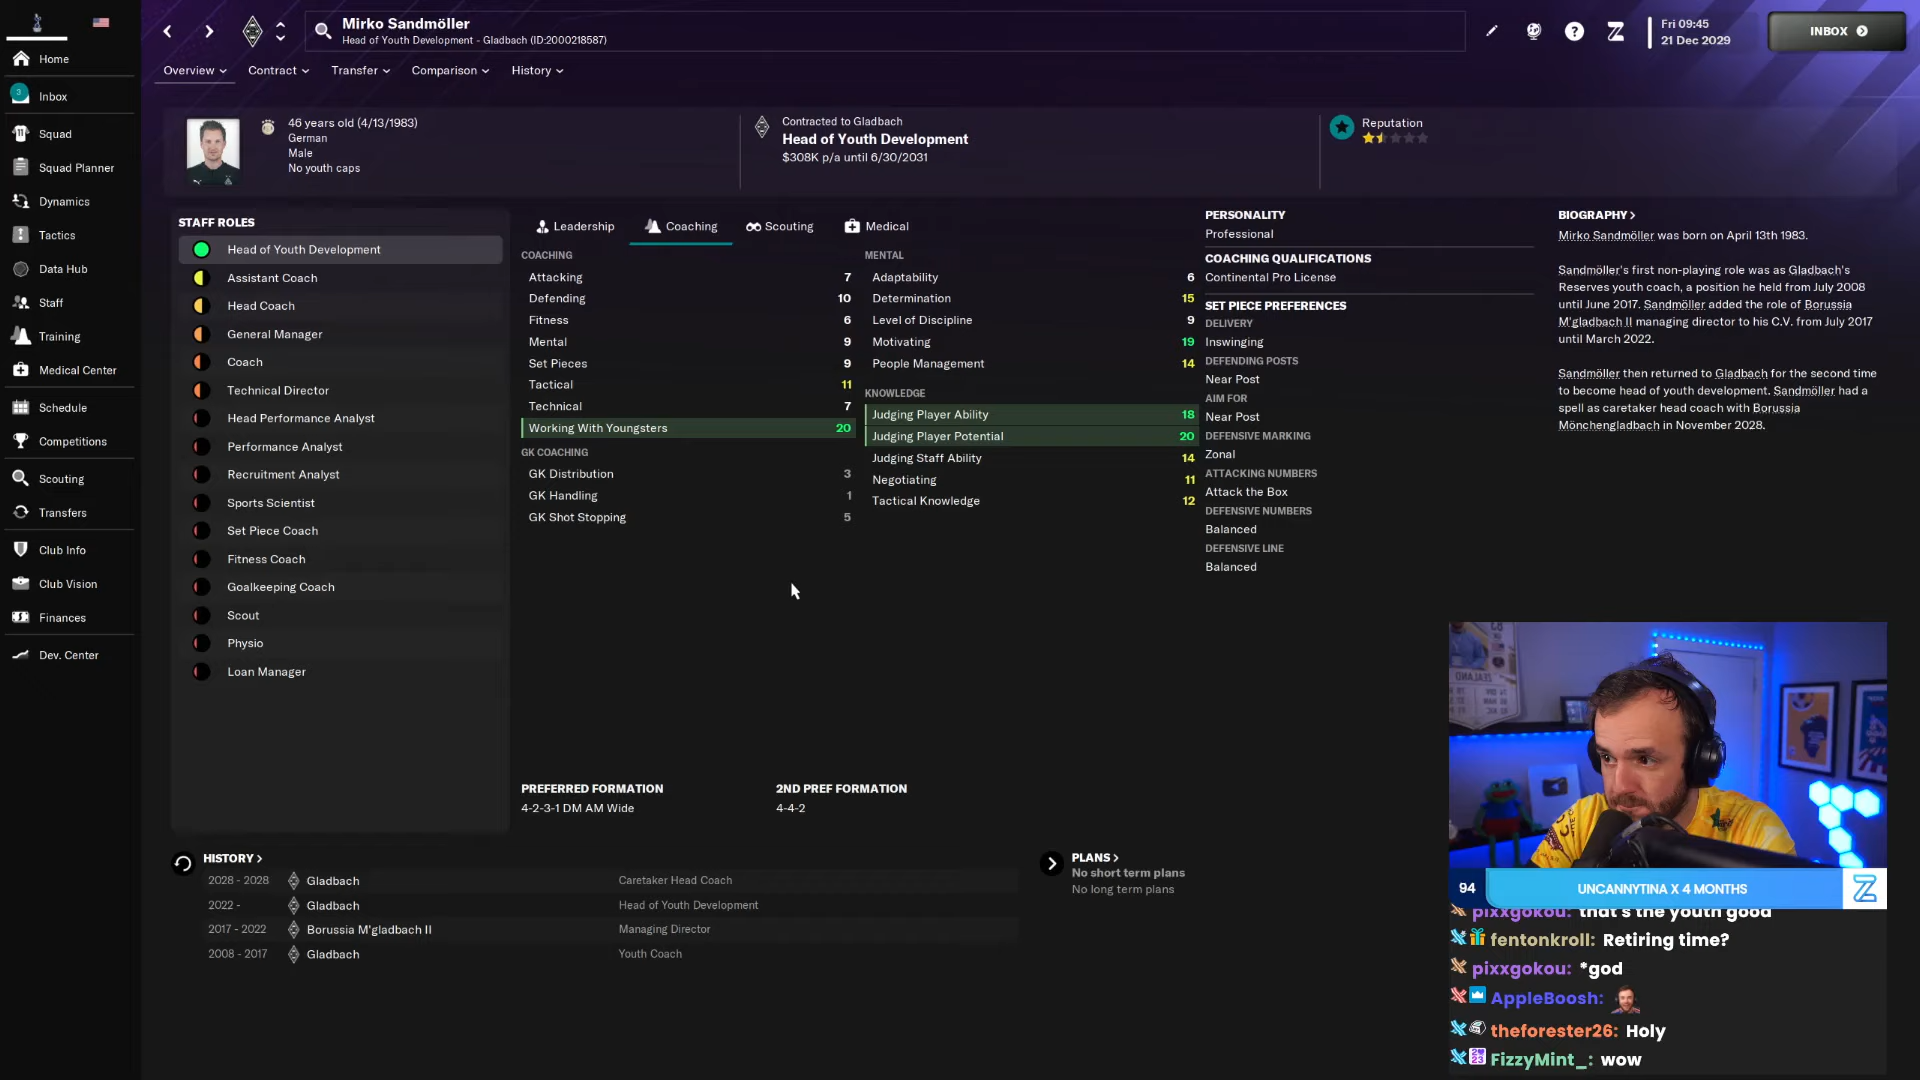 Mirko Sandmöller
Head of Youth Development - Gladbach (ID:2000218587)
Fri 09:45
21 Dec 2029
INBOX
Overview
Contract
Transfer
Comparison
History
Home
3
Inbox
Squad
Squad Planner
Dynamics
Tactics
Data Hub
Staff
Training
Medical Center
Schedule
Competitions
Scouting
Transfers
Club Info
Club Vision
Finances
Dev. Center
46 years old (4/13/1983)
German
Male
No youth caps
Contracted to Gladbach
Head of Youth Development
$308K p/a until 6/30/2031
Reputation
STAFF ROLES
Head of Youth Development
Assistant Coach
Head Coach
General Manager
Coach
Technical Director
Head Performance Analyst
Performance Analyst
Recruitment Analyst
Sports Scientist
Set Piece Coach
Fitness Coach
Goalkeeping Coach
Scout
Physio
Loan Manager
Leadership
Coaching
Scouting
Medical
COACHING
Attacking 7
Defending 10
Fitness 6
Mental 9
Set Pieces 9
Tactical 11
Technical 7
Working With Youngsters 20
GK COACHING
GK Distribution 3
GK Handling 1
GK Shot Stopping 5
MENTAL
Adaptability 6
Determination 15
Level of Discipline 9
Motivating 19
People Management 14
KNOWLEDGE
Judging Player Ability 18
Judging Player Potential 20
Judging Staff Ability 14
Negotiating 11
Tactical Knowledge 12
PERSONALITY
Professional
COACHING QUALIFICATIONS
Continental Pro License
SET PIECE PREFERENCES
DELIVERY
Inswinging
DEFENDING POSTS
Near Post
AIM FOR
Near Post
DEFENSIVE MARKING
Zonal
ATTACKING NUMBERS
Attack the Box
DEFENSIVE NUMBERS
Balanced
DEFENSIVE LINE
Balanced
BIOGRAPHY >
Mirko Sandmöller was born on April 13th 1983.
Sandmöller's first non-playing role was as Gladbach's
Reserves youth coach, a position he held from July 2008
until June 2017. Sandmöller added the role of Borussia
M'gladbach II managing director to his C.V. from July 2017
until March 2022.
Sandmöller then returned to Gladbach for the second time
to become head of youth development. Sandmöller had a
spell as caretaker head coach with Borussia
Mönchengladbach in November 2028.
PREFERRED FORMATION
4-2-3-1 DM AM Wide
2ND PREF FORMATION
4-4-2
HISTORY >
2028 - 2028 Gladbach Caretaker Head Coach
2022 - Gladbach Head of Youth Development
2017 - 2022 Borussia M'gladbach II Managing Director
2008 - 2017 Gladbach Youth Coach
PLANS >
No short term plans
No long term plans
94
UNCANNYTINA X 4 MONTHS
pixxgokou: that's the youth good
fentonkroll: Retiring time?
pixxgokou: *god
AppleBoosh:
theforester26: Holy
FizzyMint_: wow